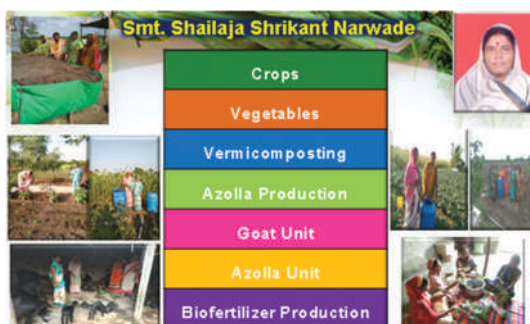 Smt. Shailaja Shrikant Narwade
Crops
Vegetables
Vermicomposting
Azolla Production
Goat Unit
Azolla Unit
Biofertilizer Production